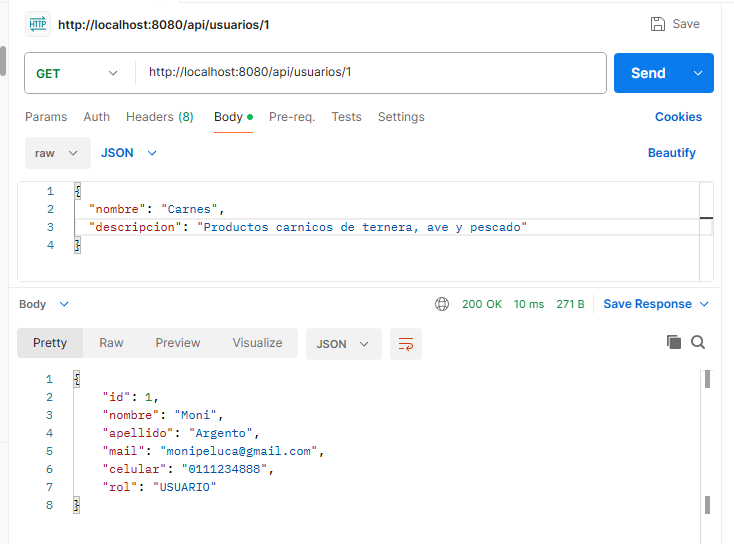 HTTP http://localhost:8080/api/usuarios/1 Save
GET http://localhost:8080/api/usuarios/1 Send
Params Auth Headers (8) Body Pre-req. Tests Settings Cookies
raw JSON Beautify
1 {
2 "nombre": "Carnes",
3 "descripcion": "Productos carnicos de ternera, ave y pescado"
4 }
Body 200 OK 10 ms 271 B Save Response
Pretty Raw Preview Visualize JSON
1 {
2 "id": 1,
3 "nombre": "Moni",
4 "apellido": "Argento",
5 "mail": "monipeluca@gmail.com",
6 "celular": "0111234888",
7 "rol": "USUARIO"
8 }